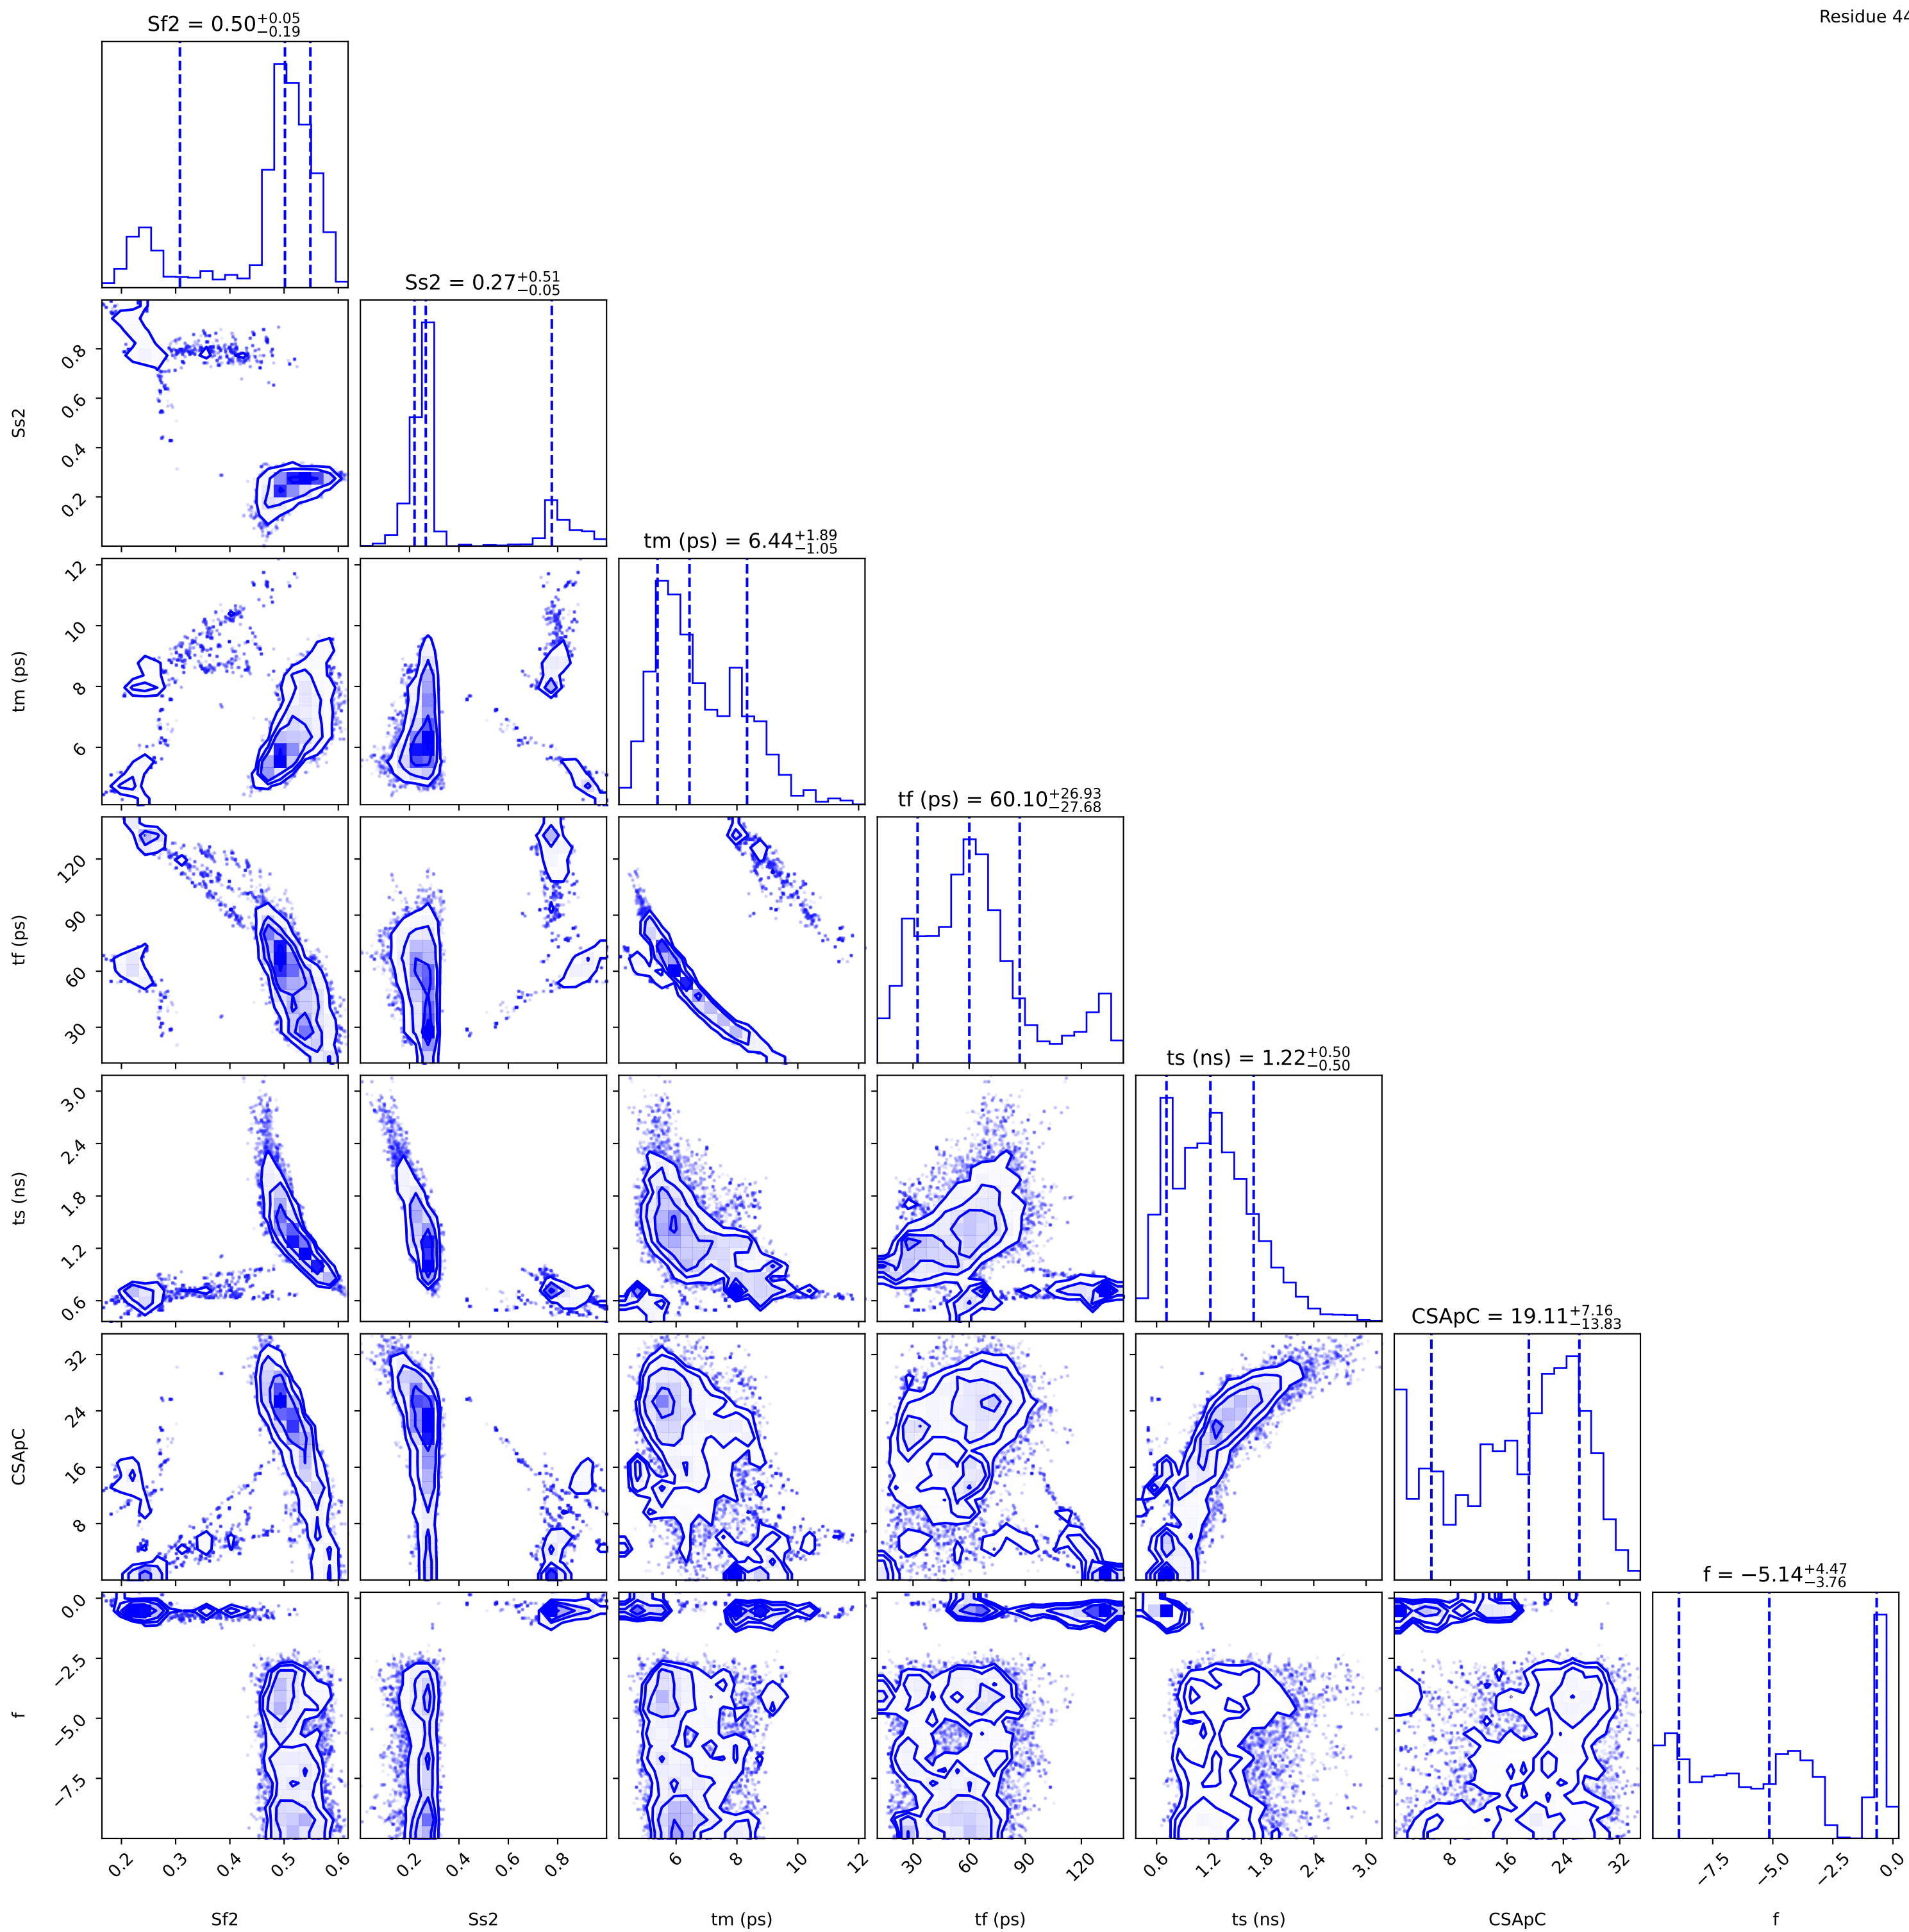 Residue 44
Sf2 = 0.50 +0.05 −0.19
Ss2 = 0.27 +0.51 −0.05
0.8
0.6
0.4
0.2
Ss2
tm (ps) = 6.44 +1.89 −1.05
12
10
8
6
tm (ps)
tf (ps) = 60.10 +26.93 −27.68
120
90
60
30
tf (ps)
ts (ns) = 1.22 +0.50 −0.50
3.0
2.4
1.8
1.2
0.6
ts (ns)
CSApC = 19.11 +7.16 −13.83
32
24
16
8
CSApC
f = −5.14 +4.47 −3.76
0.0
−2.5
−5.0
−7.5
f
0.2 0.3 0.4 0.5 0.6 0.2 0.4 0.6 0.8 6 8 10 12 30 60 90 120 0.6 1.2 1.8 2.4 3.0 8 16 24 32 −7.5 −5.0 −2.5 0.0
Sf2 Ss2 tm (ps) tf (ps) ts (ns) CSApC f